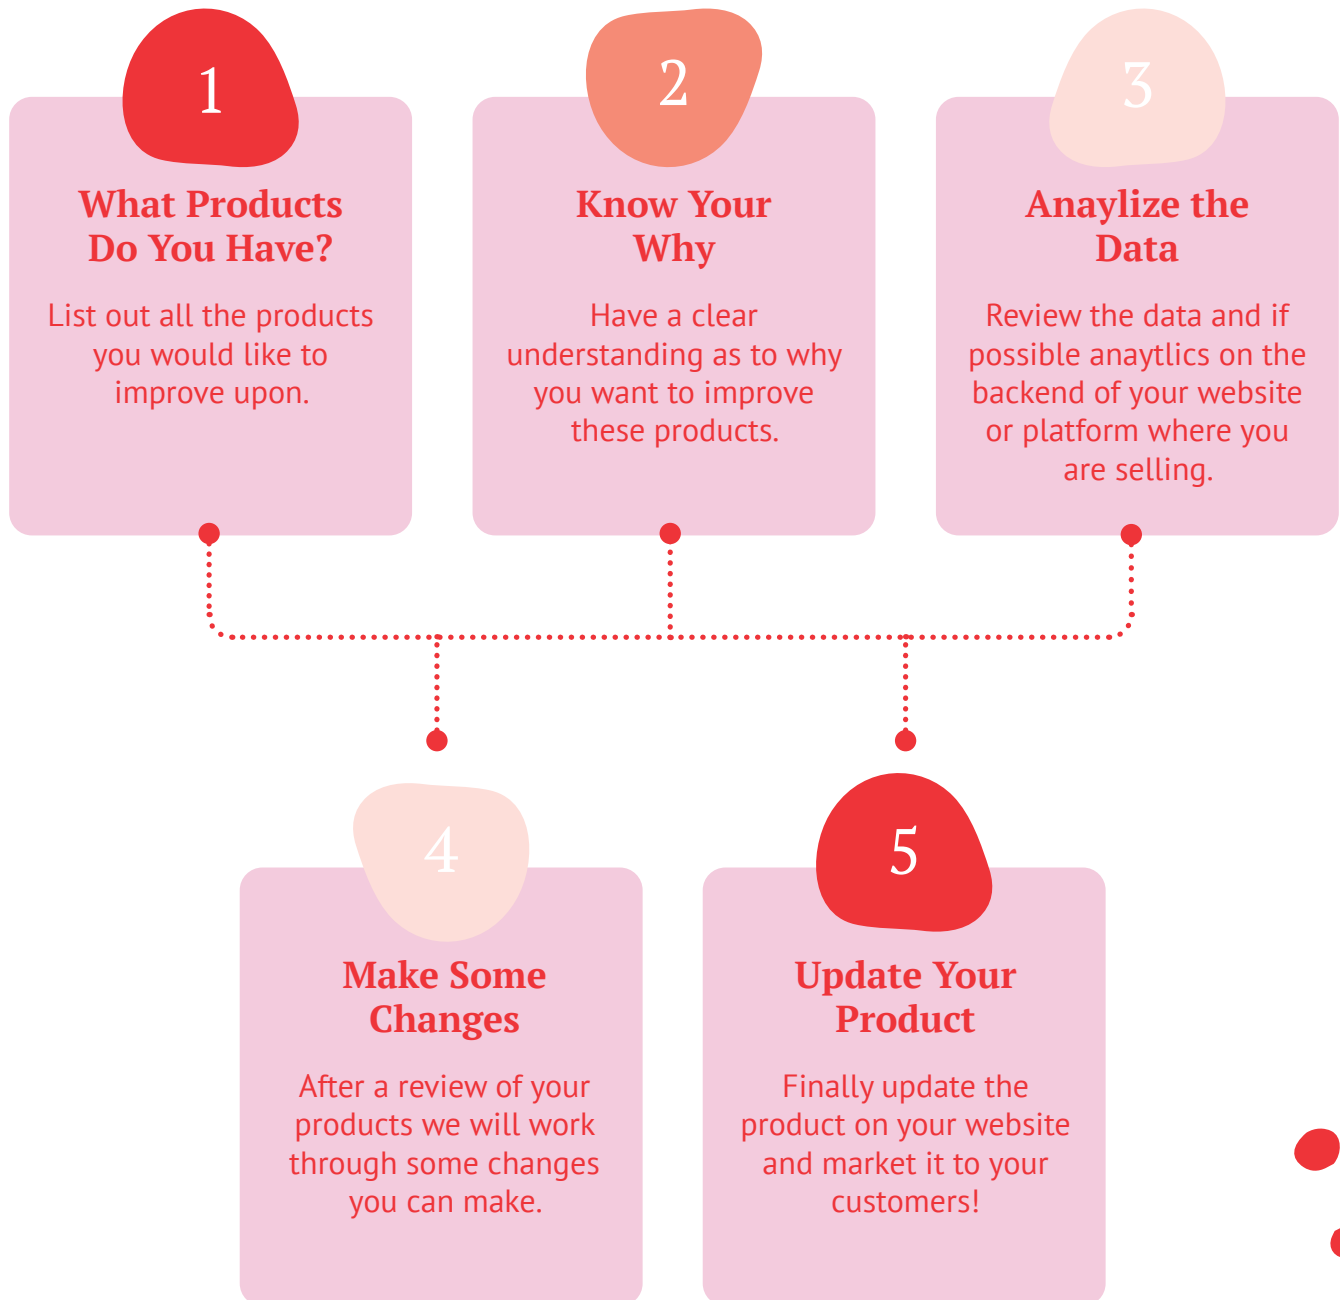 1
What Products
Do You Have?
List out all the products
you would like to
improve upon.
2
Know Your
Why
Have a clear
understanding as to why
you want to improve
these products.
3
Anaylize the
Data
Review the data and if
possible anaytlics on the
backend of your website
or platform where you
are selling.
4
Make Some
Changes
After a review of your
products we will work
through some changes
you can make.
5
Update Your
Product
Finally update the
product on your website
and market it to your
customers!